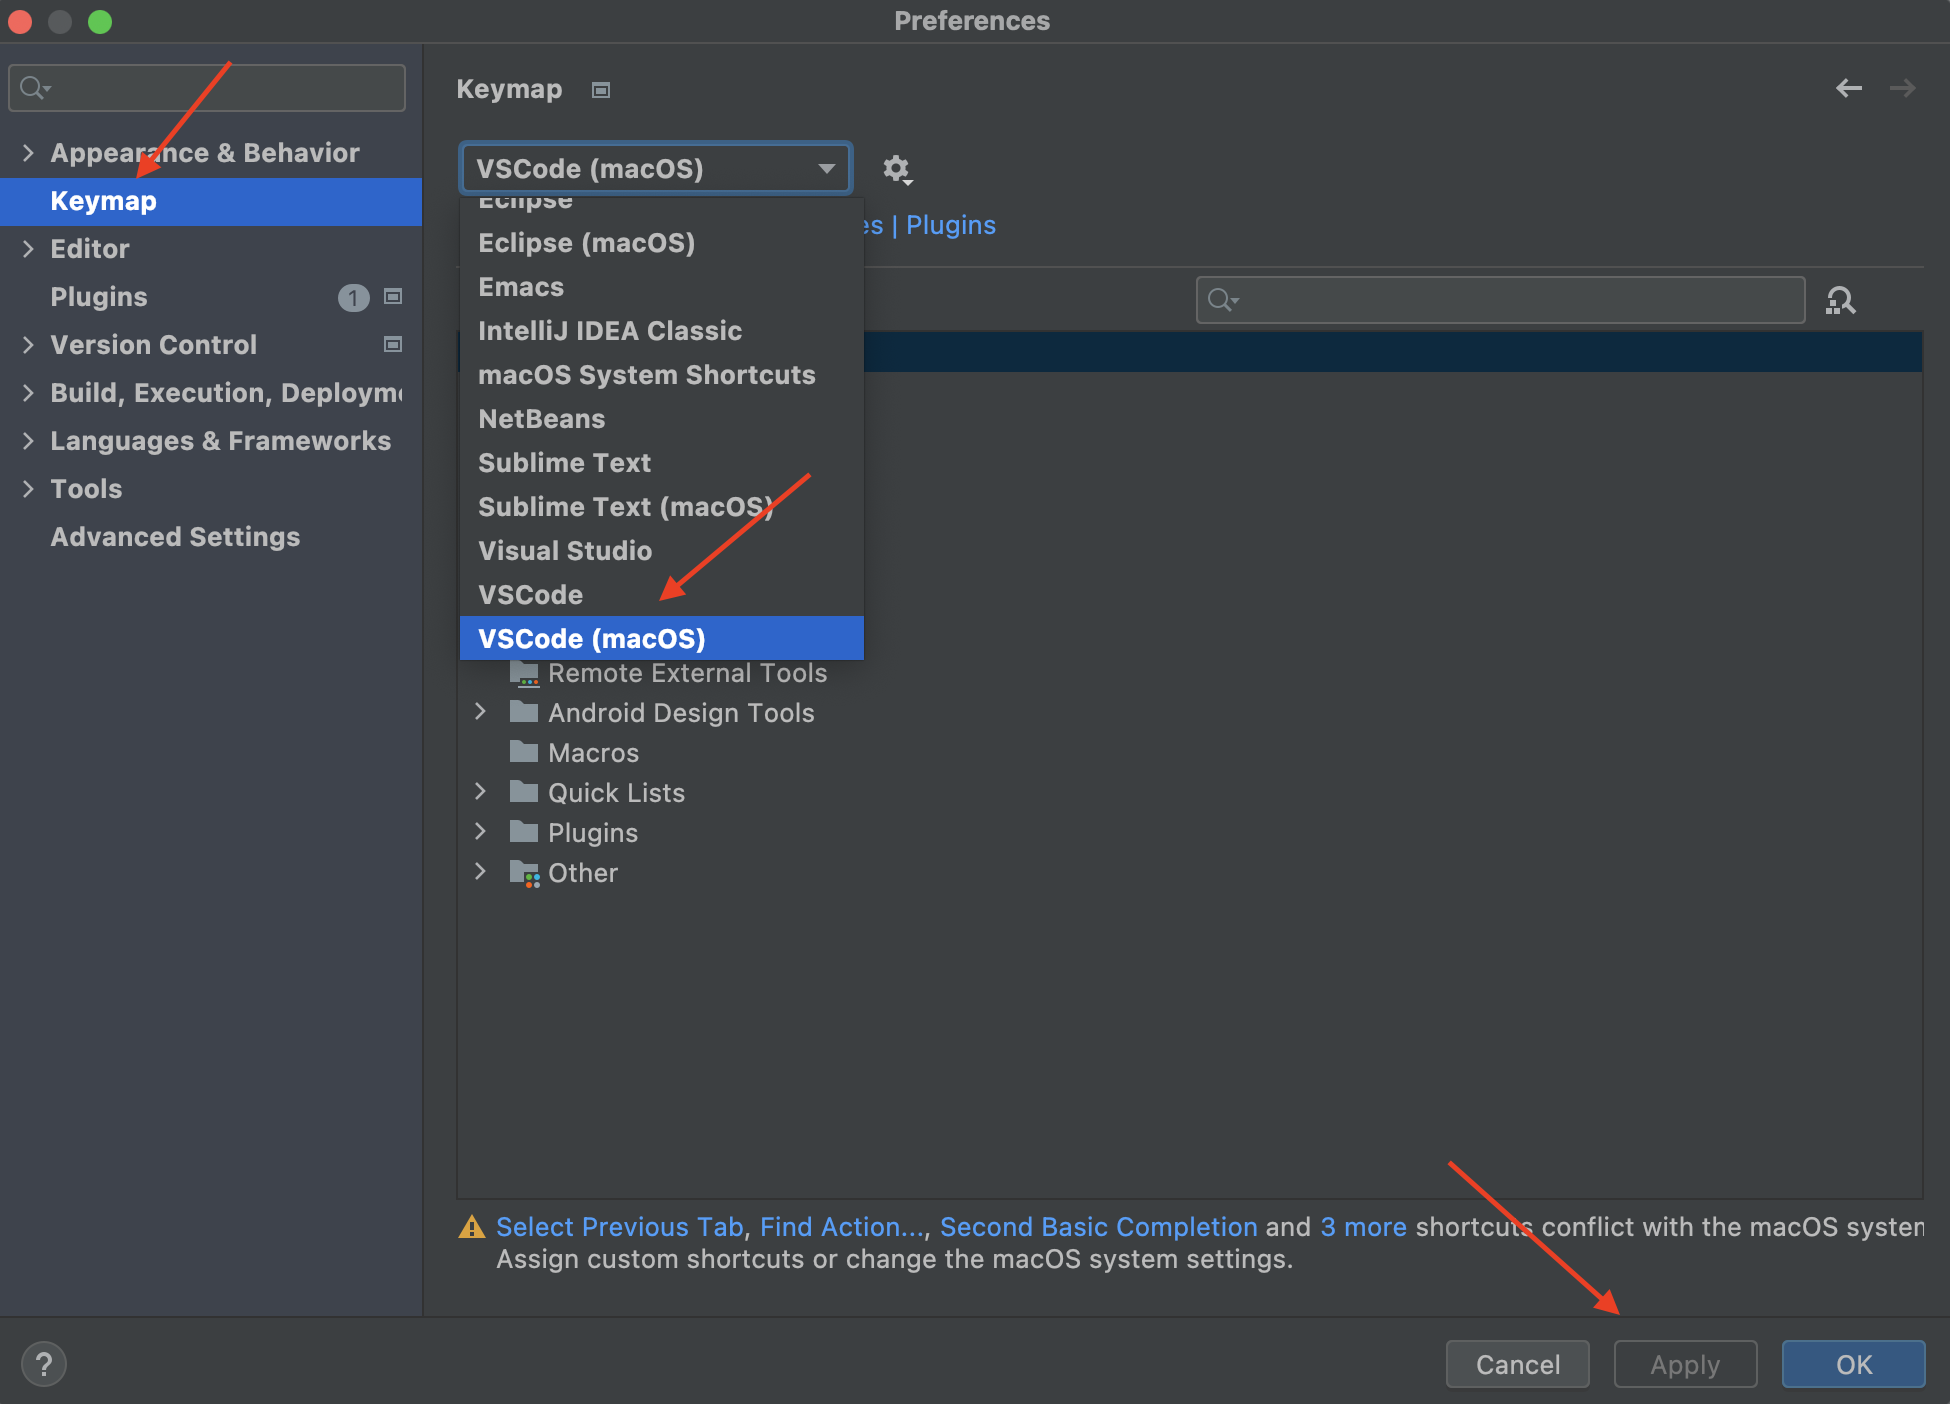 Preferences
Keymap
Appearance & Behavior
Keymap
Editor
Plugins 1
Version Control
Build, Execution, Deployme
Languages & Frameworks
Tools
Advanced Settings
VSCode (macOS)
es | Plugins
Eclipse
Eclipse (macOS)
Emacs
IntelliJ IDEA Classic
macOS System Shortcuts
NetBeans
Sublime Text
Sublime Text (macOS)
Visual Studio
VSCode
VSCode (macOS)
Remote External Tools
Android Design Tools
Macros
Quick Lists
Plugins
Other
Select Previous Tab, Find Action..., Second Basic Completion and 3 more shortcuts conflict with the macOS system
Assign custom shortcuts or change the macOS system settings.
?
Cancel
Apply
OK